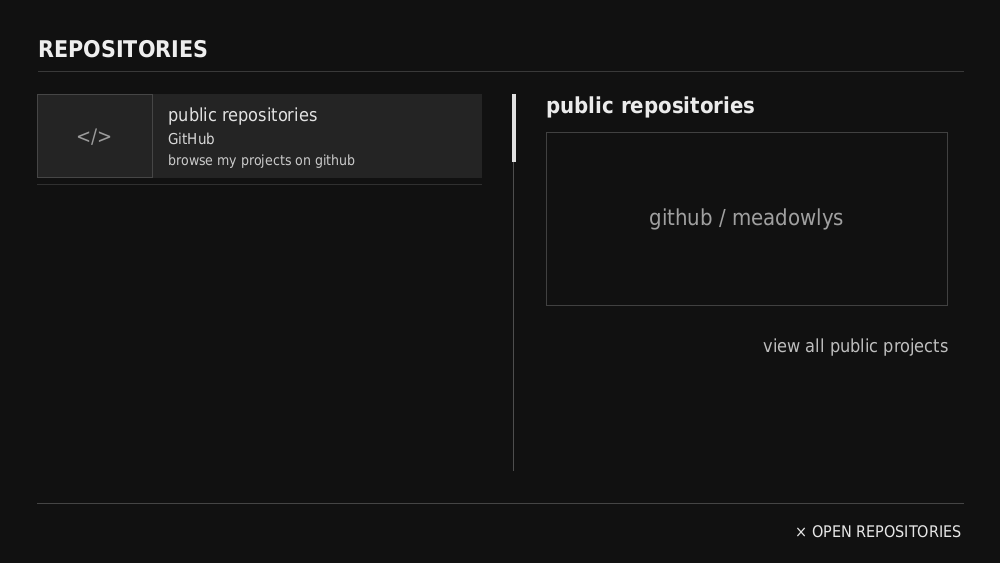 REPOSITORIES
</>
public repositories
GitHub
browse my projects on github
public repositories
github / meadowlys
view all public projects
× OPEN REPOSITORIES